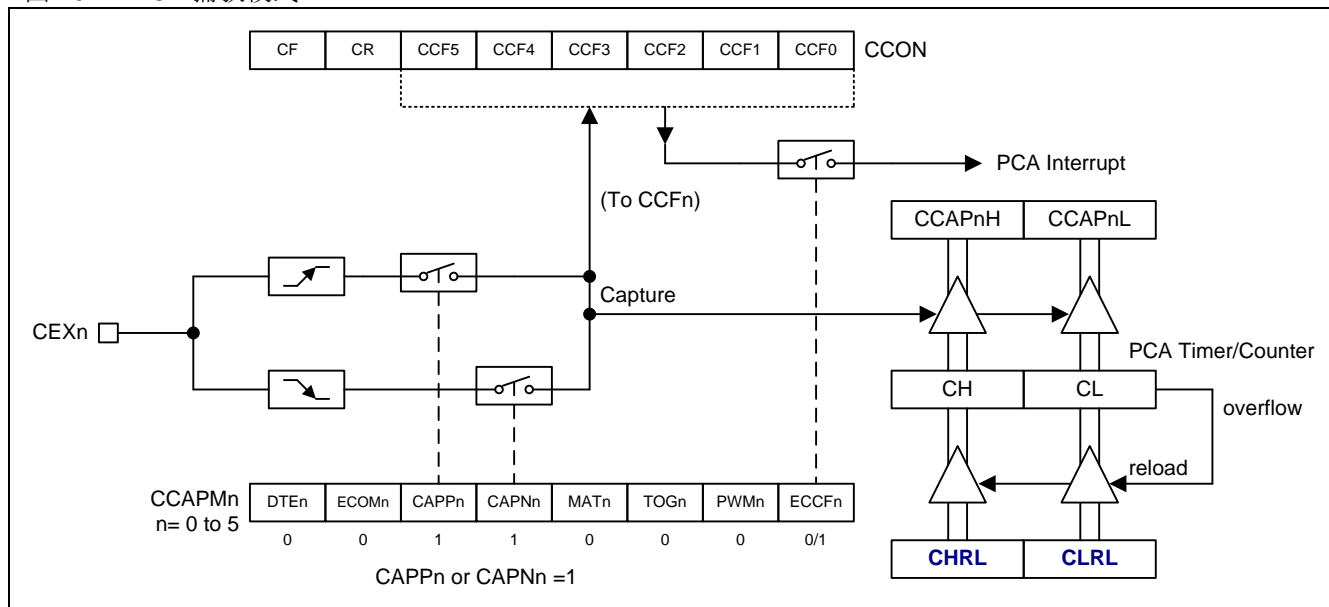 CF CR CCF5 CCF4 CCF3 CCF2 CCF1 CCF0 CCON
PCA Interrupt
(To CCFn)
CCAPnH CCAPnL
Capture
CEXn
PCA Timer/Counter
CH CL
overflow
reload
CCAPMn
n= 0 to 5
DTEn ECOMn CAPPn CAPNn MATn TOGn PWMn ECCFn
0 0 1 1 0 0 0 0/1
CHRL CLRL
CAPPn or CAPNn =1